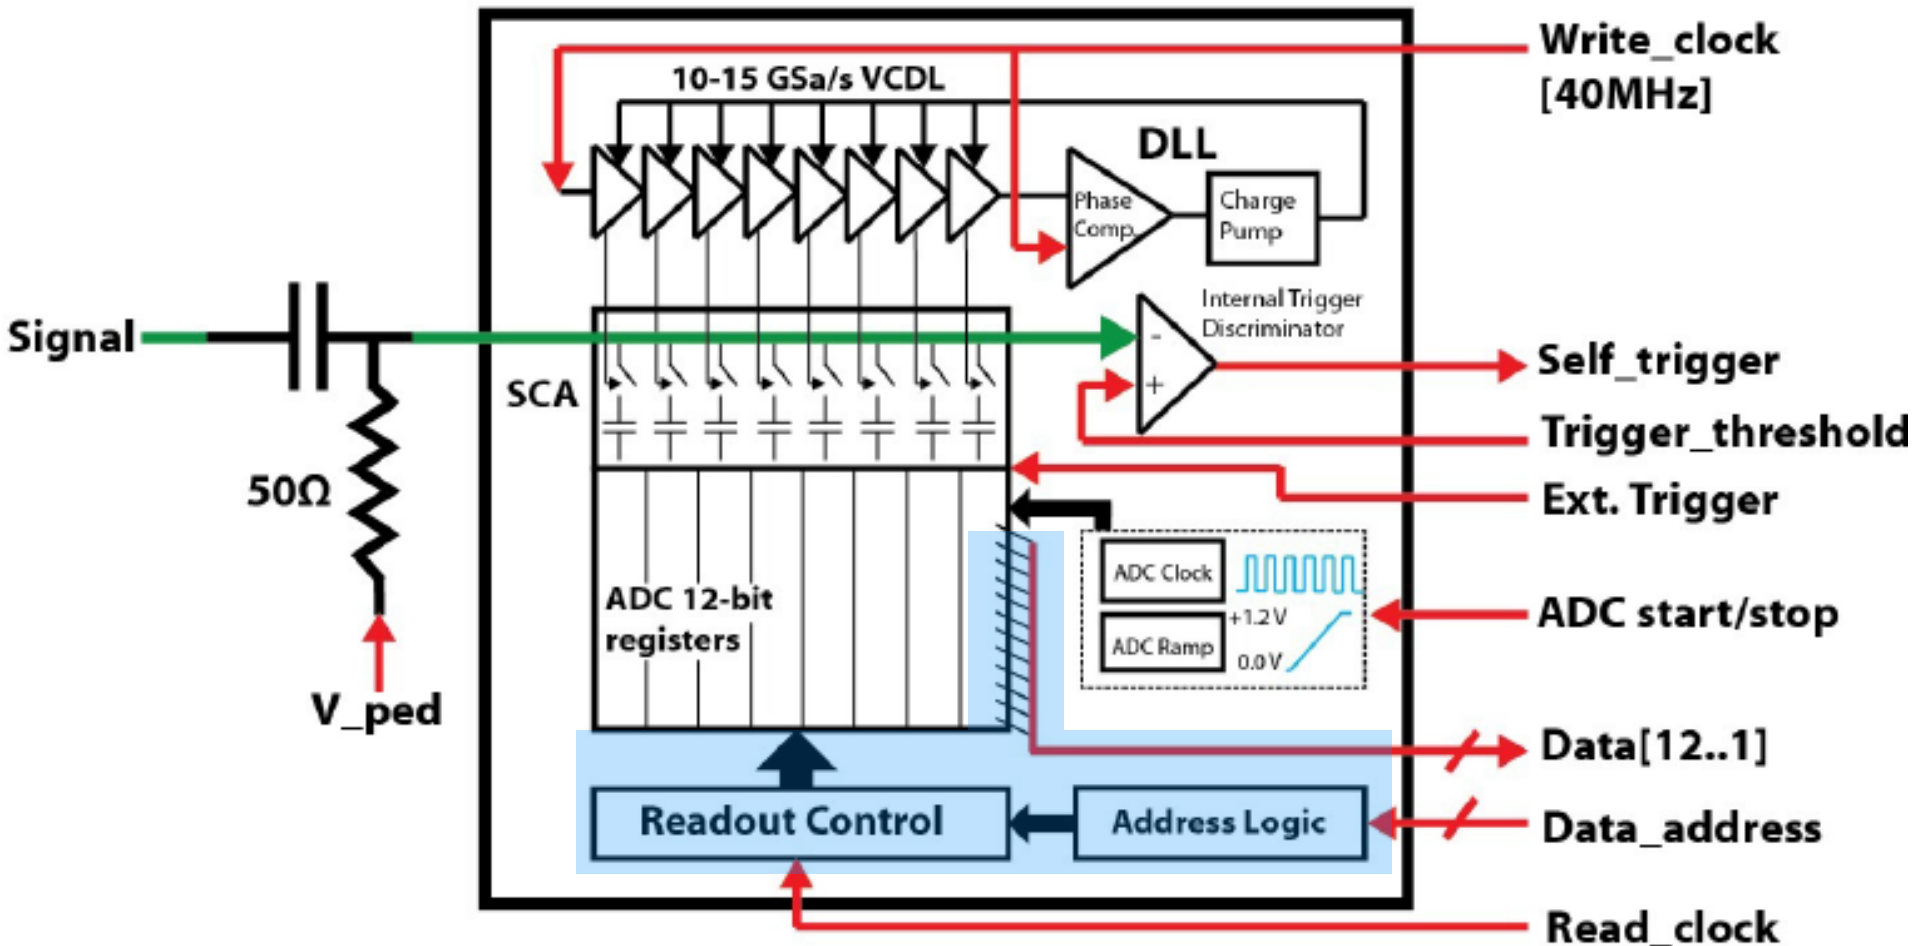 Write_clock
[40MHz]
10-15 GSa/s VCDL
DLL
Phase
Comp.
Charge
Pump
Internal Trigger
Discriminator
Signal
-
+
SCA
Self_trigger
Trigger_threshold
50Ω
Ext. Trigger
ADC Clock
ADC 12-bit
registers
+1.2 V
ADC start/stop
ADC Ramp
0.0 V
V_ped
Data[12..1]
Readout Control
Address Logic
Data_address
Read_clock